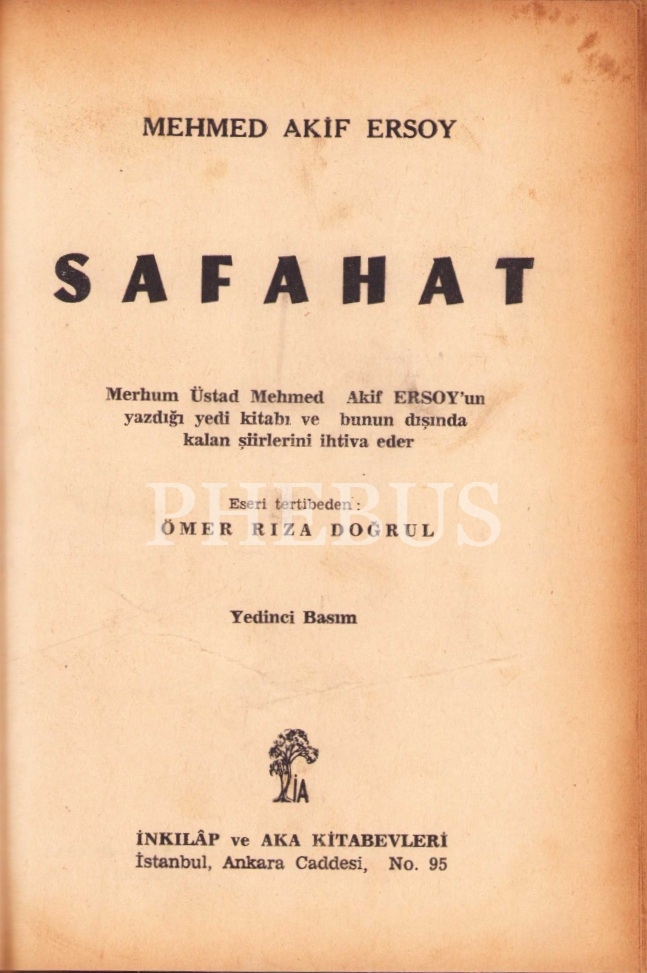 MEHMED AKİF ERSOY
SAFAHAT
Merhum Üstad Mehmed Akif ERSOY'un
yazdığı yedi kitabı ve bunun dışında
kalan şiirlerini ihtiva eder
Eseri tertibeden :
ÖMER RIZA DOĞRUL
PHEBUS
Yedinci Basım
İA
İNKILÂP ve AKA KİTABEVLERİ
İstanbul, Ankara Caddesi, No. 95